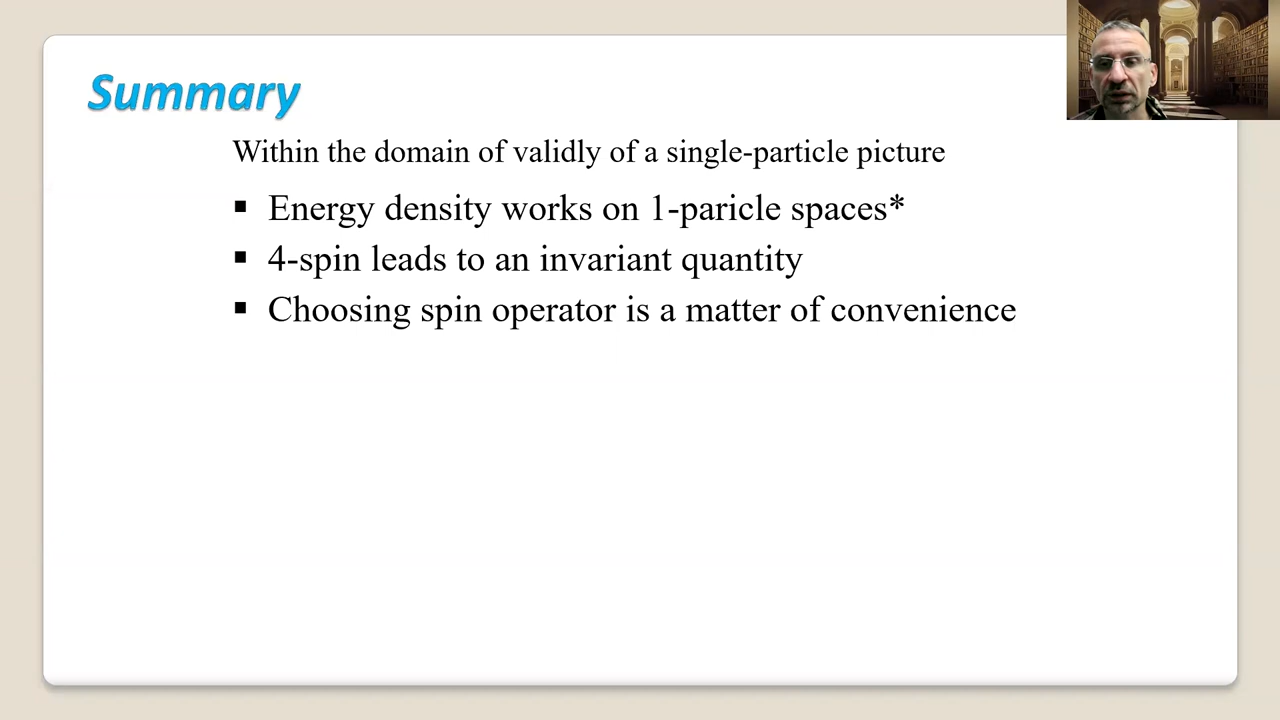 Summary
Within the domain of validly of a single-particle picture
▪ Energy density works on 1-paricle spaces*
▪ 4-spin leads to an invariant quantity
▪ Choosing spin operator is a matter of convenience